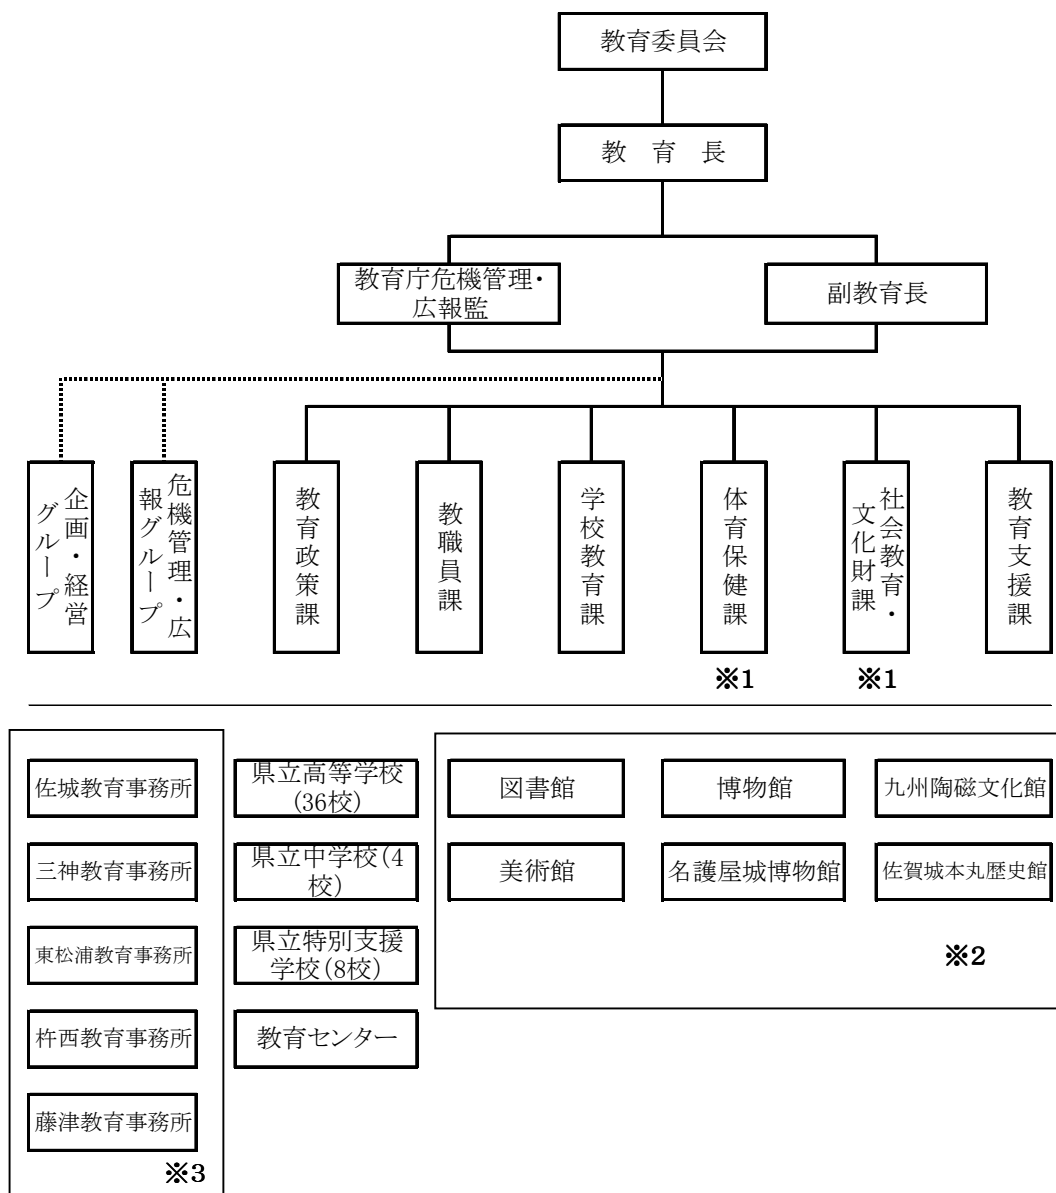 教育委員会
教　育　長
教育庁危機管理・
広報監
副教育長
企画・経営
グループ
危機管理・広
報グループ
教育政策課
教職員課
学校教育課
体育保健課
社会教育・
文化財課
教育支援課
※1
※1
佐城教育事務所
県立高等学校
(36校)
図書館
博物館
九州陶磁文化館
三神教育事務所
県立中学校(4
校)
美術館
名護屋城博物館
佐賀城本丸歴史館
東松浦教育事務所
県立特別支援
学校(8校)
※2
杵西教育事務所
教育センター
藤津教育事務所
※3